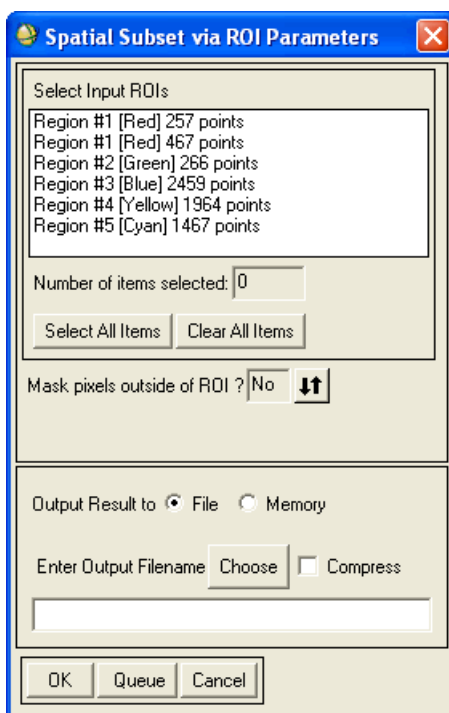 Spatial Subset via ROI Parameters
Select Input ROIs
Region #1 [Red] 257 points
Region #1 [Red] 467 points
Region #2 [Green] 266 points
Region #3 [Blue] 2459 points
Region #4 [Yellow] 1964 points
Region #5 [Cyan] 1467 points
Number of items selected: 0
Select All Items Clear All Items
Mask pixels outside of ROI ? No
Output Result to File Memory
Enter Output Filename Choose Compress
OK Queue Cancel